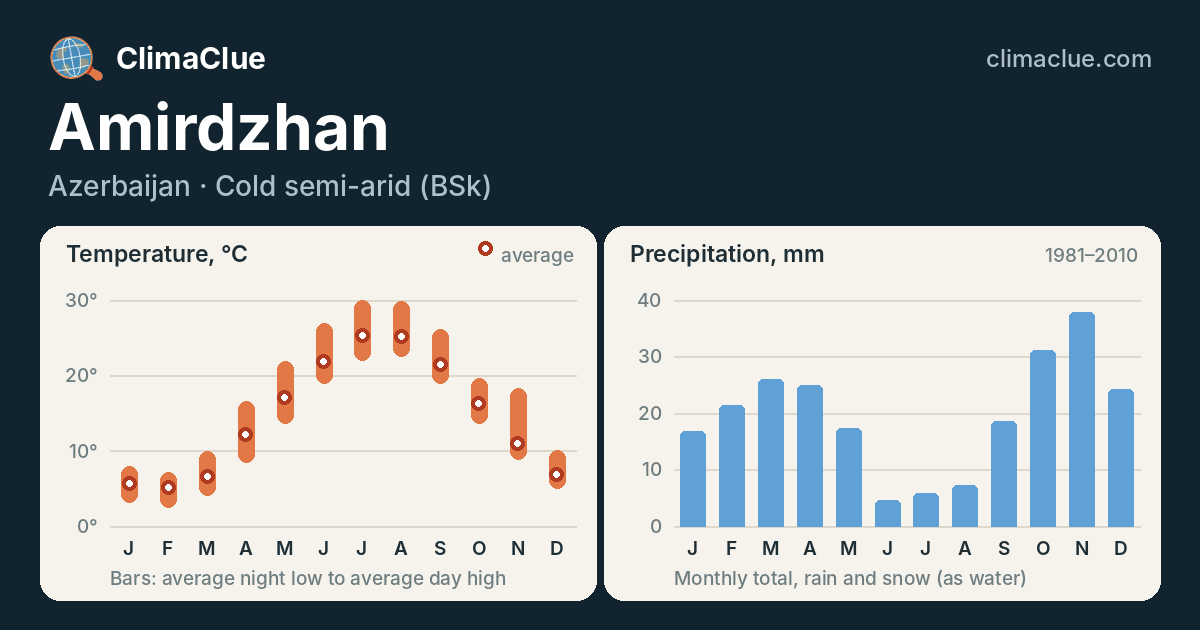 ClimaClue
climaclue.com
Amirdzhan
Azerbaijan · Cold semi-arid (BSk)
Temperature, °C
average
30°
20°
10°
0°
J F M A M J J A S O N D
Bars: average night low to average day high
Precipitation, mm
1981–2010
40
30
20
10
0
J F M A M J J A S O N D
Monthly total, rain and snow (as water)